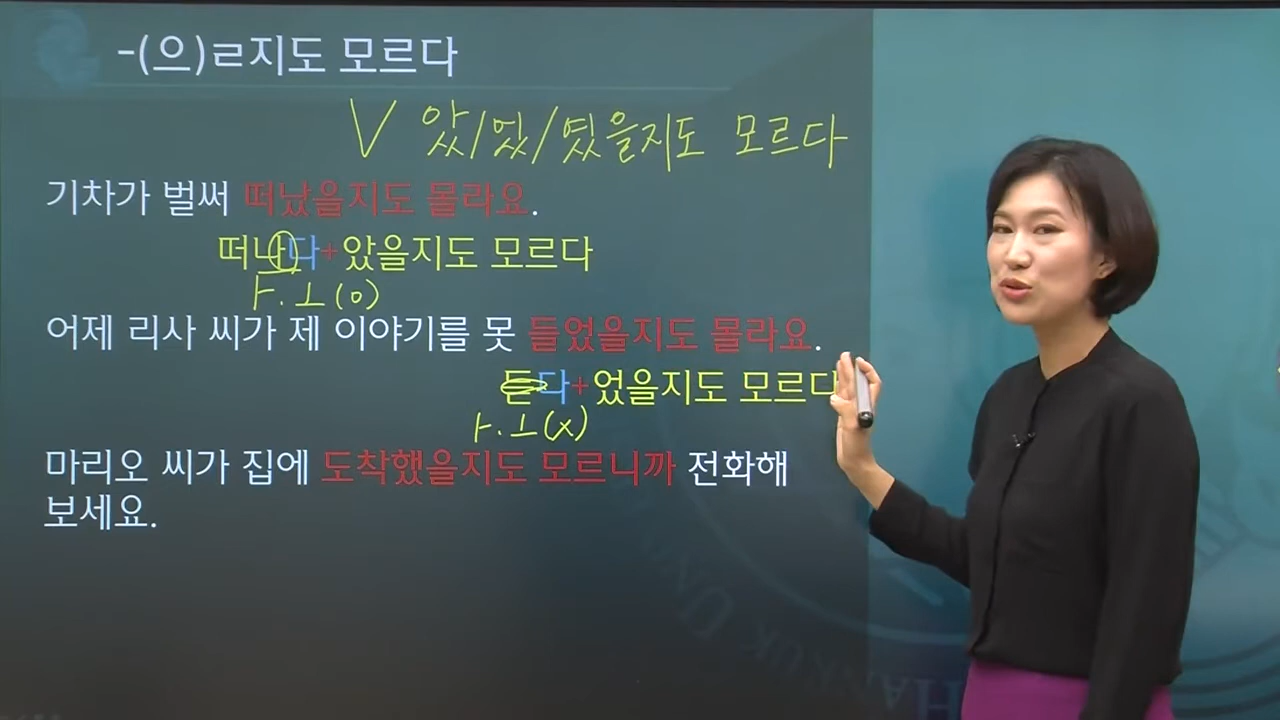 -(으)ㄹ지도 모르다
V 았/었/였을지도 모르다
기차가 벌써 떠났을지도 몰라요.
떠나다+았을지도 모르다
ㅏ.ㅗ(o)
어제 리사 씨가 제 이야기를 못 들었을지도 몰라요.
듣다+었을지도 모르다
ㅏ.ㅗ(x)
마리오 씨가 집에 도착했을지도 모르니까 전화해
보세요.
HANKUK UNI